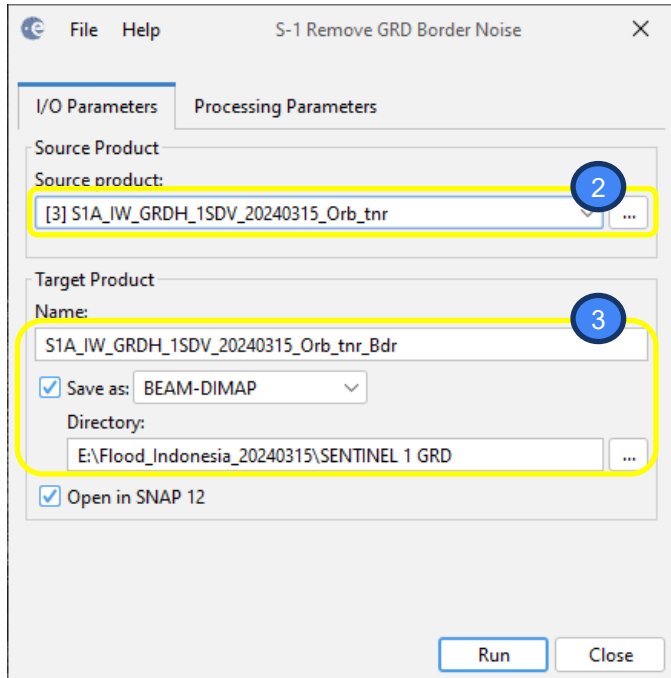 File Help S-1 Remove GRD Border Noise
I/O Parameters Processing Parameters
Source Product
Source product:
2
[3] S1A_IW_GRDH_1SDV_20240315_Orb_tnr ...
Target Product
Name:
3
S1A_IW_GRDH_1SDV_20240315_Orb_tnr_Bdr
Save as: BEAM-DIMAP
Directory:
E:\Flood_Indonesia_20240315\SENTINEL 1 GRD ...
Open in SNAP 12
Run Close